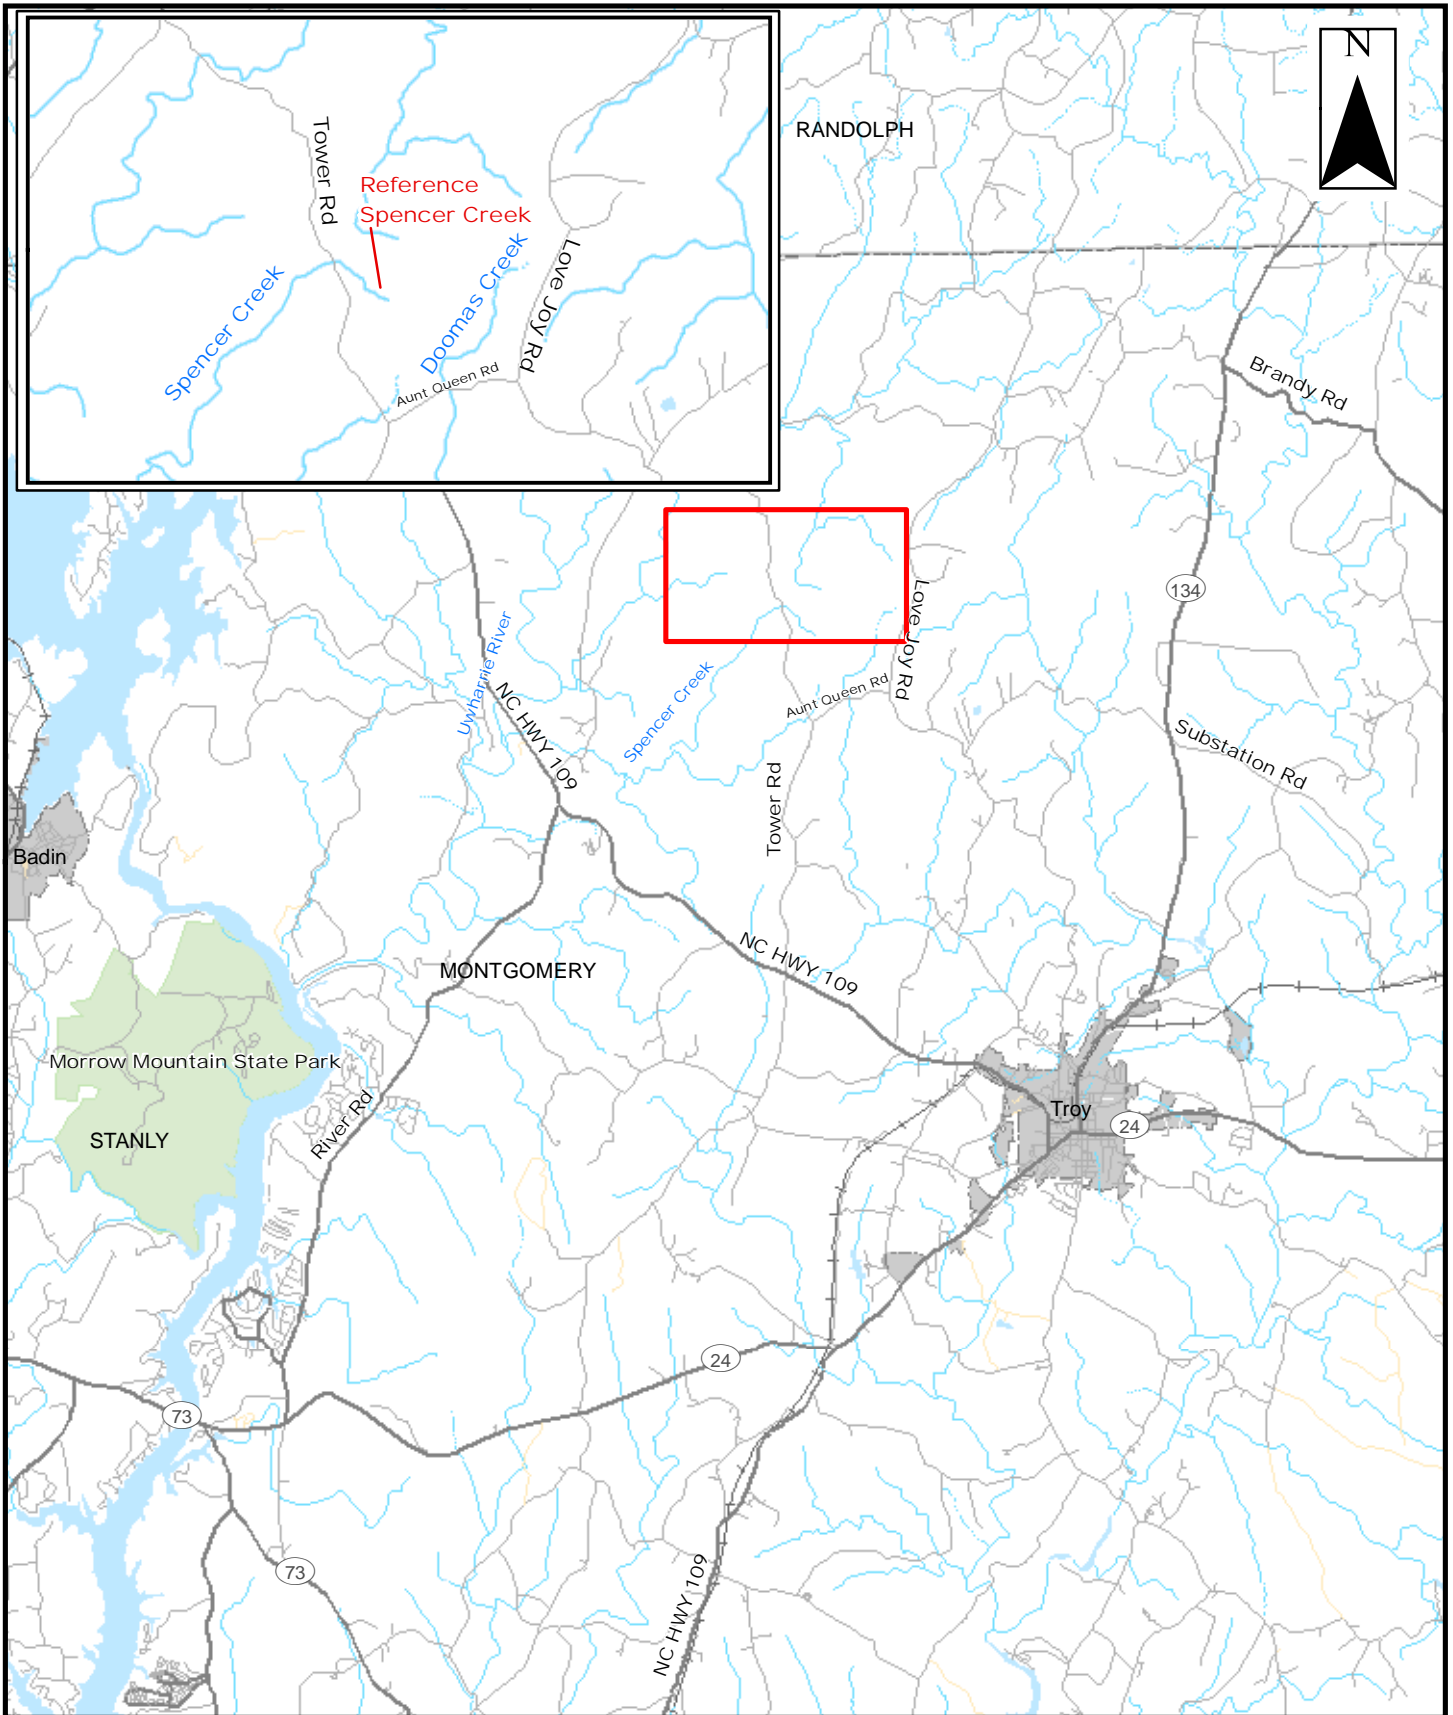 N
RANDOLPH
Tower Rd
Reference
Spencer Creek
Spencer Creek
Doomas Creek
Love Joy Rd
Aunt Queen Rd
Brandy Rd
134
Love Joy Rd
Uwharrie River
NC HWY 109
Spencer Creek
Aunt Queen Rd
Substation Rd
Tower Rd
Badin
NC HWY 109
MONTGOMERY
Morrow Mountain State Park
River Rd
Troy
24
STANLY
24
73
73
NC HWY 109